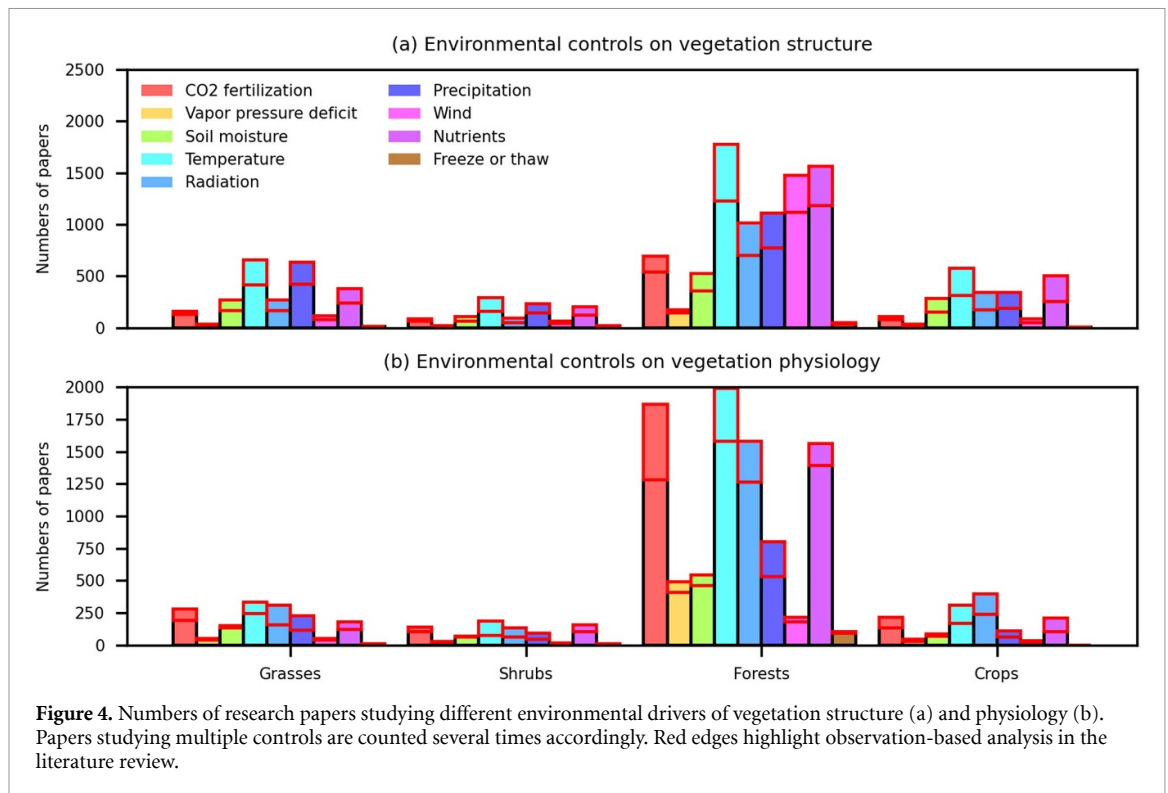 (a) Environmental controls on vegetation structure
2500
2000
1500
1000
500
0
Numbers of papers
CO2 fertilization
Vapor pressure deficit
Soil moisture
Temperature
Radiation
Precipitation
Wind
Nutrients
Freeze or thaw
(b) Environmental controls on vegetation physiology
2000
1750
1500
1250
1000
750
500
250
0
Numbers of papers
Grasses
Shrubs
Forests
Crops
Figure 4. Numbers of research papers studying different environmental drivers of vegetation structure (a) and physiology (b).
Papers studying multiple controls are counted several times accordingly. Red edges highlight observation-based analysis in the
literature review.